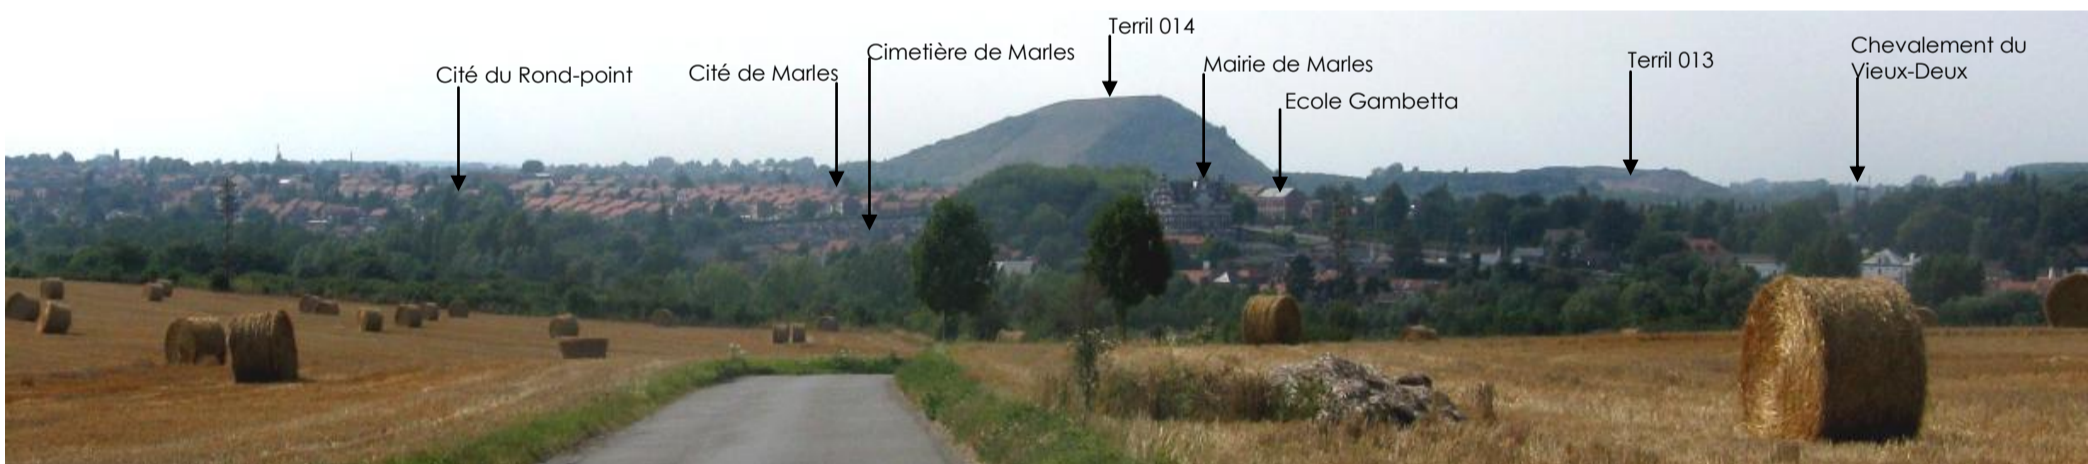 Cité du Rond-point
Cité de Marles
Cimetière de Marles
Terril 014
Mairie de Marles
Ecole Gambetta
Terril 013
Chevalement du
Vieux-Deux